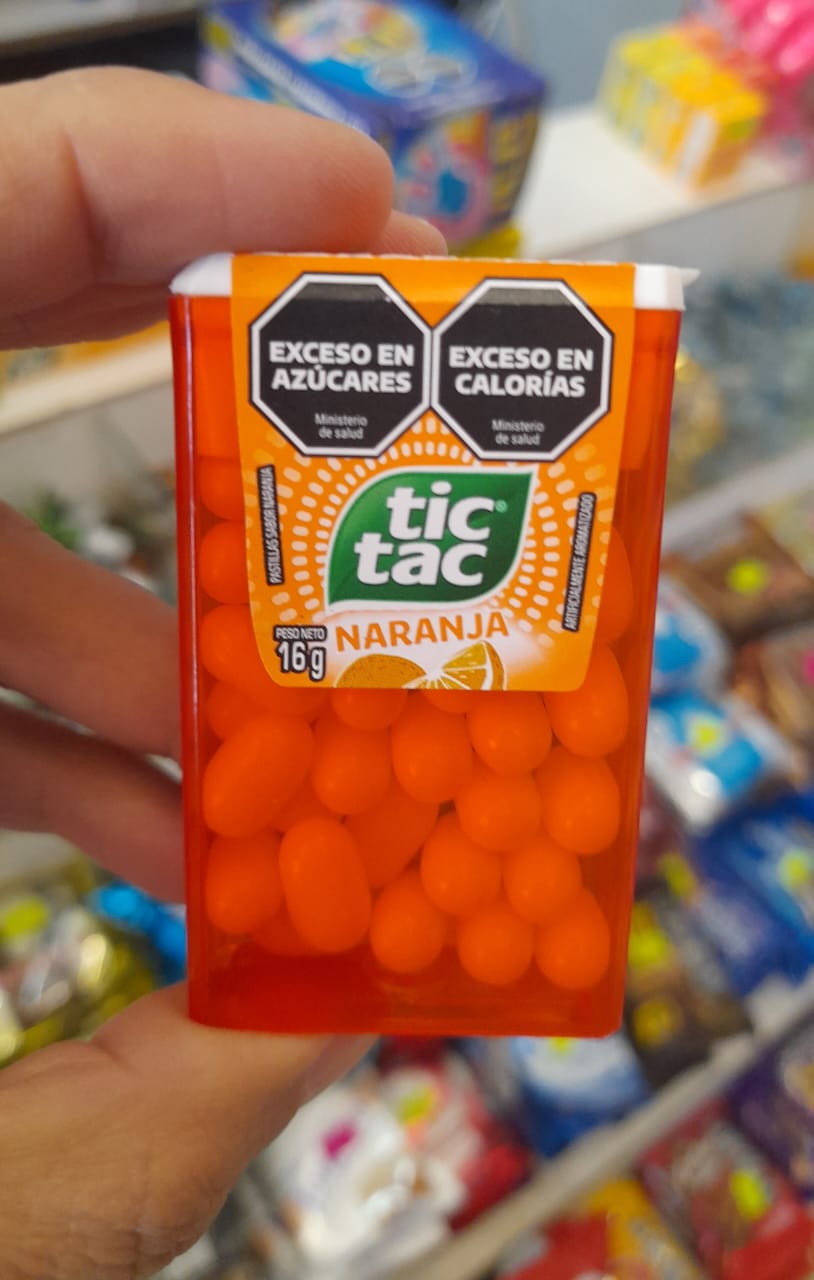 EXCESO EN
AZÚCARES
Ministerio
de salud
EXCESO EN
CALORÍAS
Ministerio
de salud
tic®
tac
PASTILLAS SABOR NARANJA
ARTIFICIALMENTE AROMATIZADO
PESO NETO
16 g
NARANJA